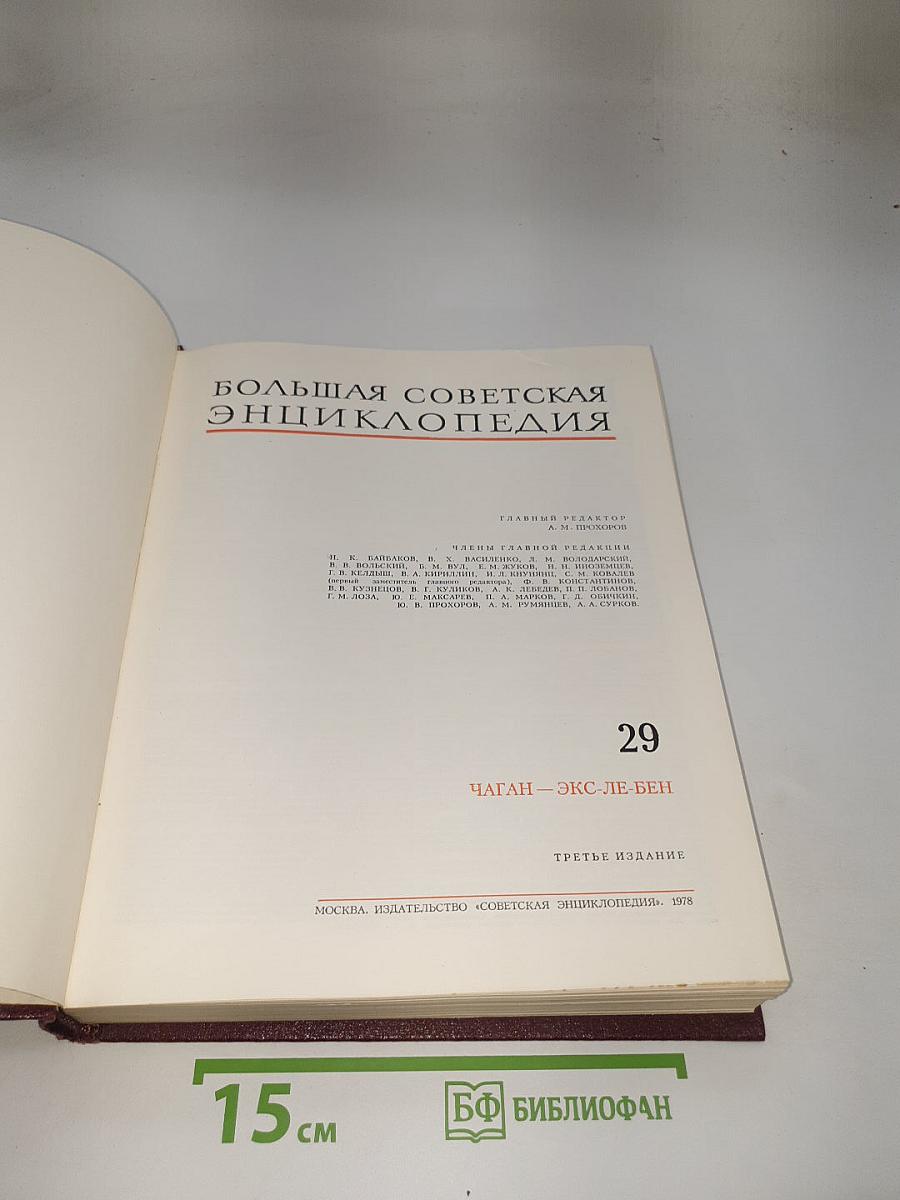 БОЛЬШАЯ СОВЕТСКАЯ
ЭНЦИКЛОПЕДИЯ
ГЛАВНЫЙ РЕДАКТОР
А. М. ПРОХОРОВ
ЧЛЕНЫ ГЛАВНОЙ РЕДАКЦИИ
Н. К. БАЙБАКОВ, В. Х. ВАСИЛЕНКО, Л. М. ВОЛОДАРСКИЙ,
В. В. ВОЛЬСКИЙ, Б. М. ВУЛ, Е. М. ЖУКОВ, Н. Н. ИНОЗЕМЦЕВ,
Г. В. КЕЛДЫШ, В. А. КИРИЛЛИН, И. Л. КНУНЯНЦ, С. М. КОВАЛЕВ
(первый заместитель главного редактора), Ф. В. КОНСТАНТИНОВ,
В. В. КУЗНЕЦОВ, В. Г. КУЛИКОВ, А. К. ЛЕБЕДЕВ, П. П. ЛОБАНОВ,
Г. М. ЛОЗА, Ю. Е. МАКСАРЕВ, П. А. МАРКОВ, Г. Д. ОБИЧКИН,
Ю. В. ПРОХОРОВ, А. М. РУМЯНЦЕВ, А. А. СУРКОВ.
29
ЧАГАН — ЭКС-ЛЕ-БЕН
ТРЕТЬЕ ИЗДАНИЕ
МОСКВА. ИЗДАТЕЛЬСТВО «СОВЕТСКАЯ ЭНЦИКЛОПЕДИЯ». 1978
15 см
БФ БИБЛИОФАН